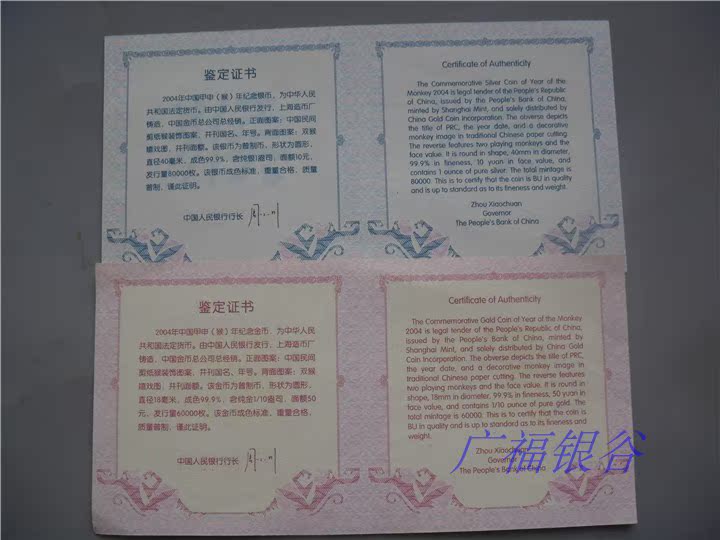 鉴定证书
2004年中国甲申（猴）年纪念银币，为中华人民
共和国法定货币。由中国人民银行发行，上海造币厂
铸造，中国金币总公司总经销。正面图案：中国民间
剪纸猴装饰图案，并刊国名、年号。背面图案：双猴
嬉戏图，并刊面额。该银币为普制币，形状为圆形，
直径40毫米，成色99.9%，含纯银1盎司，面额10元，
发行量80000枚。该银币成色标准，重量合格，质量
普制，谨此证明。
中国人民银行行长
Certificate of Authenticity
The Commemorative Silver Coin of Year of the
Monkey 2004 is legal tender of the People's Republic
of China, issued by the People's Bank of China,
minted by Shanghai Mint, and solely distributed by
China Gold Coin Incorporation. The obverse depicts
the title of PRC, the year date, and a decorative
monkey image in traditional Chinese paper cutting.
The reverse features two playing monkeys and the
face value. It is round in shape, 40mm in diameter,
99.9% in fineness, 10 yuan in face value, and
contains 1 ounce of pure silver. The total mintage is
80000. This is to certify that the coin is BU in quality
and is up to standard as to its fineness and weight.
Zhou Xiaochuan
Governor
The People's Bank of China
鉴定证书
2004年中国甲申（猴）年纪念金币，为中华人民
共和国法定货币。由中国人民银行发行，上海造币厂
铸造，中国金币总公司总经销。正面图案：中国民间
剪纸猴装饰图案，并刊国名、年号。背面图案：双猴
嬉戏图，并刊面额。该金币为普制币，形状为圆形，
直径18毫米，成色99.9%，含纯金1/10盎司，面额50
元，发行量60000枚。该金币成色标准，重量合格，
质量普制，谨此证明。
中国人民银行行长
Certificate of Authenticity
The Commemorative Gold Coin of Year of the Monkey
2004 is legal tender of the People's Republic of China,
issued by the People's Bank of China, minted by
Shanghai Mint, and solely distributed by China Gold
Coin Incorporation. The obverse depicts the title of PRC,
the year date, and a decorative monkey image in
traditional Chinese paper cutting. The reverse features
two playing monkeys and the face value. It is round in
shape, 18mm in diameter, 99.9% in fineness, 50 yuan in
face value, and contains 1/10 ounce of pure gold. The
total mintage is 60000. This is to certify that the coin is
BU in quality and is up to standard as to its fineness and
weight.
Zhou Xiaochuan
Governor
The People's Bank of China
广福银谷